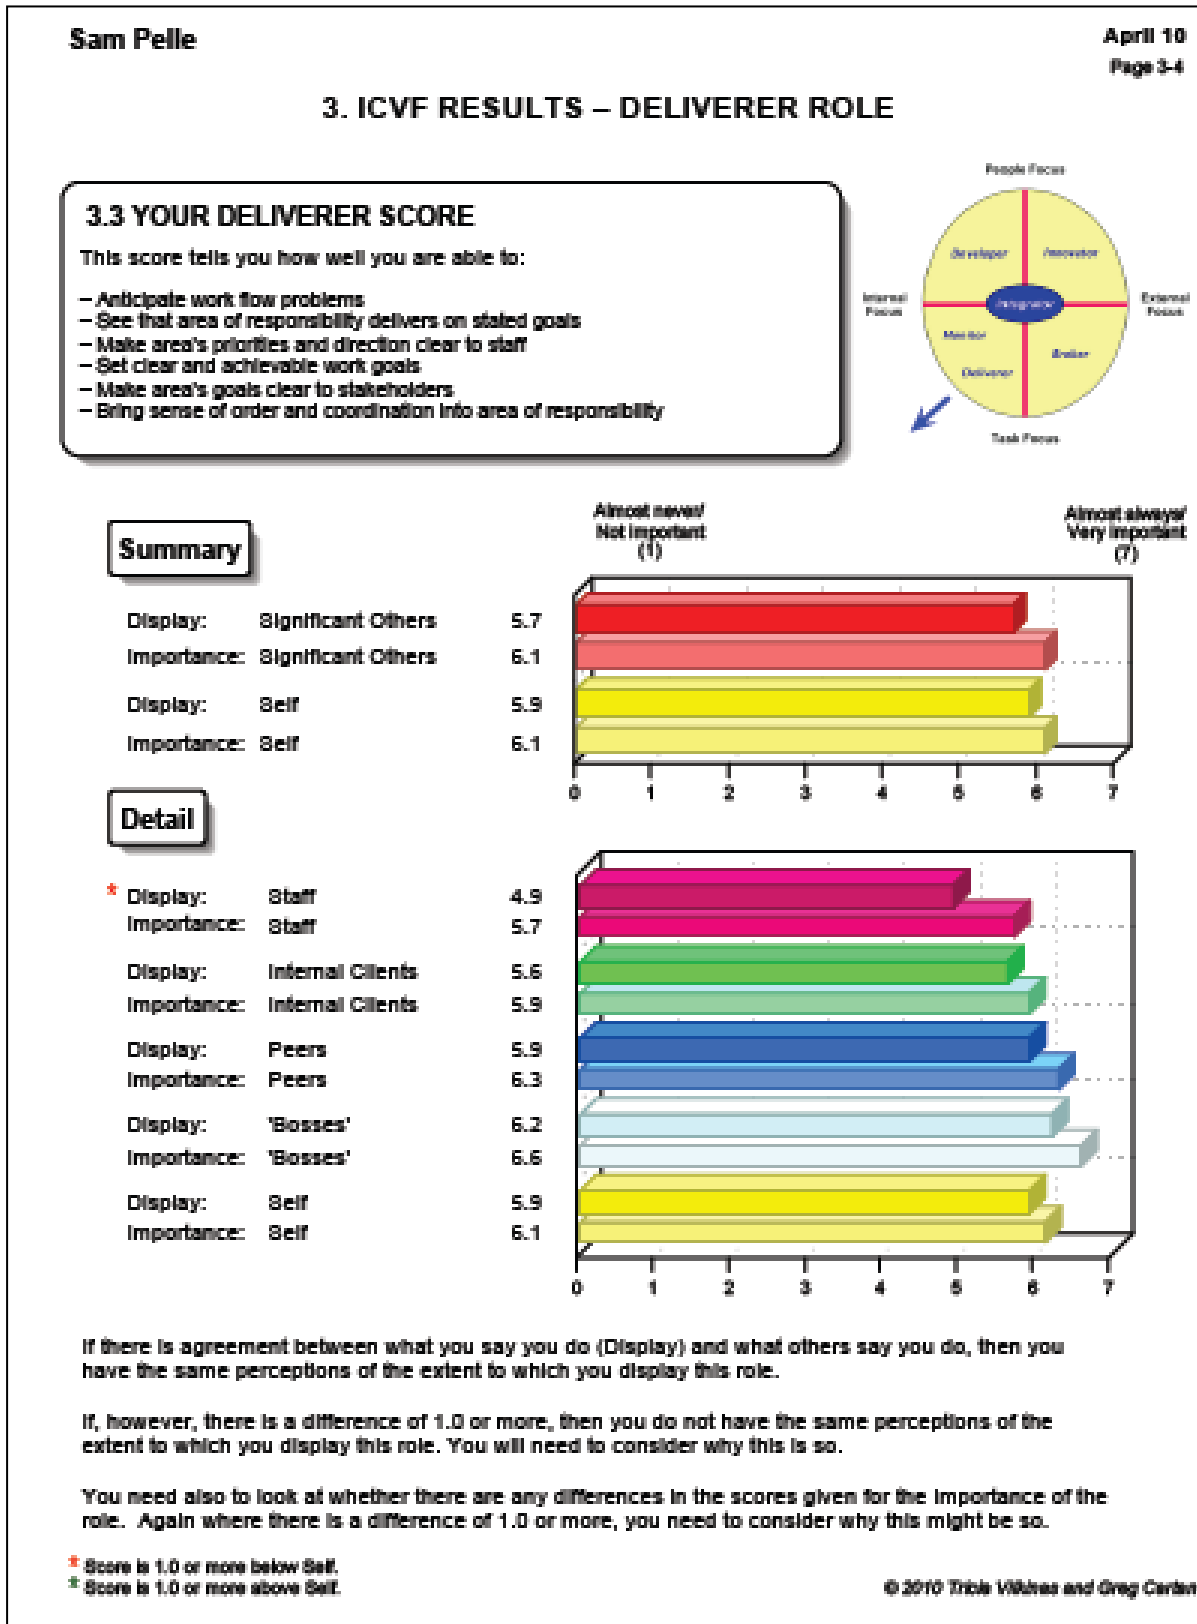 Sam Pelle
April 10
Page 3-4
3. ICVF RESULTS – DELIVERER ROLE
3.3 YOUR DELIVERER SCORE
This score tells you how well you are able to:
– Anticipate work flow problems
– See that area of responsibility delivers on stated goals
– Make area's priorities and direction clear to staff
– Set clear and achievable work goals
– Make area's goals clear to stakeholders
– Bring sense of order and coordination into area of responsibility
People Focus
Developer
Innovator
Internal Focus
Integrator
External Focus
Monitor
Broker
Deliverer
Task Focus
Summary
Almost never/
Not important
(1)
Almost always/
Very important
(7)
Display: Significant Others 5.7
Importance: Significant Others 6.1
Display: Self 5.9
Importance: Self 6.1
0 1 2 3 4 5 6 7
Detail
* Display: Staff 4.9
Importance: Staff 5.7
Display: Internal Clients 5.6
Importance: Internal Clients 5.9
Display: Peers 5.9
Importance: Peers 6.3
Display: 'Bosses' 6.2
Importance: 'Bosses' 6.6
Display: Self 5.9
Importance: Self 6.1
0 1 2 3 4 5 6 7
If there is agreement between what you say you do (Display) and what others say you do, then you
have the same perceptions of the extent to which you display this role.
If, however, there is a difference of 1.0 or more, then you do not have the same perceptions of the
extent to which you display this role. You will need to consider why this is so.
You need also to look at whether there are any differences in the scores given for the importance of the
role. Again where there is a difference of 1.0 or more, you need to consider why this might be so.
* Score is 1.0 or more below Self.
* Score is 1.0 or more above Self.
© 2010 Tricia Vilkinas and Greg Cartan